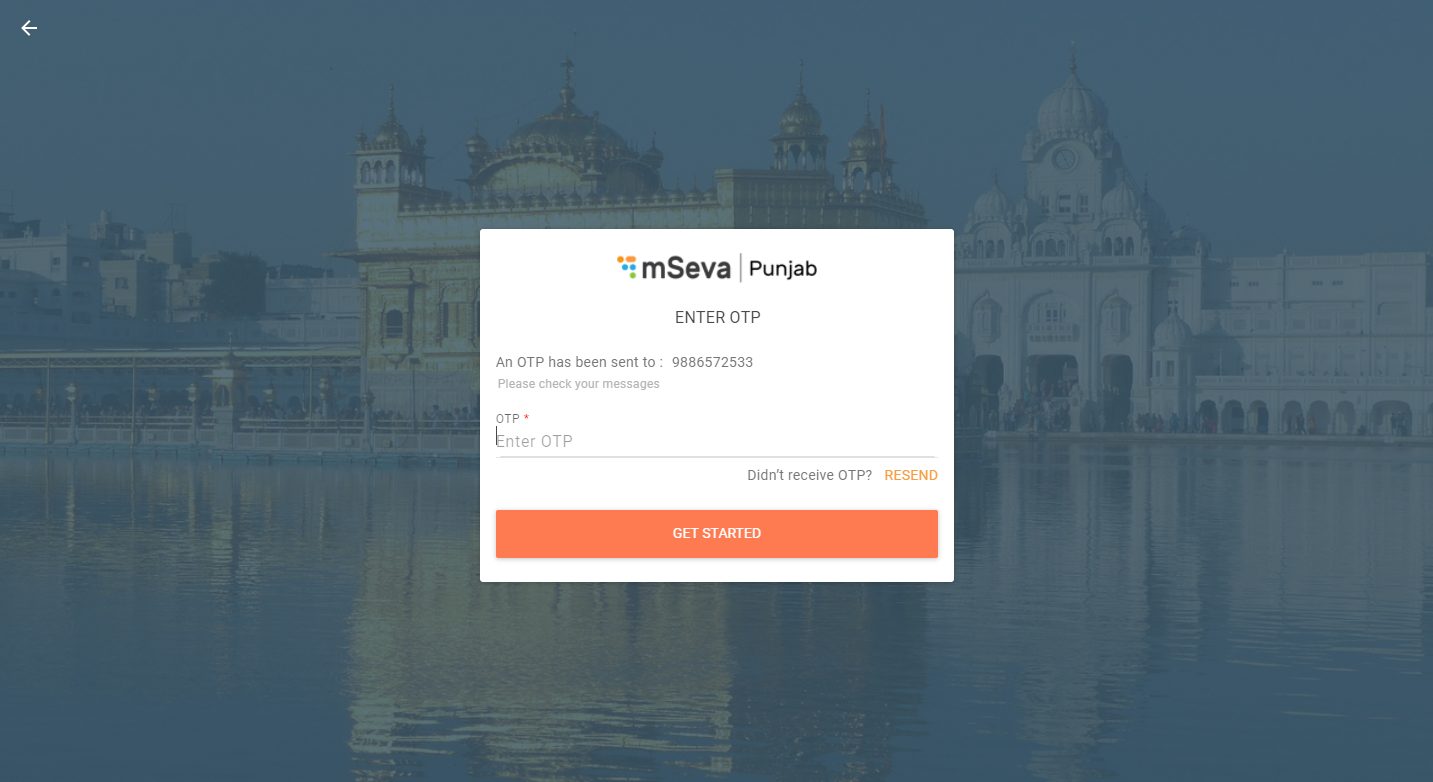 mSeva | Punjab
ENTER OTP
An OTP has been sent to : 9886572533
Please check your messages
OTP *
Enter OTP
Didn’t receive OTP? RESEND
GET STARTED